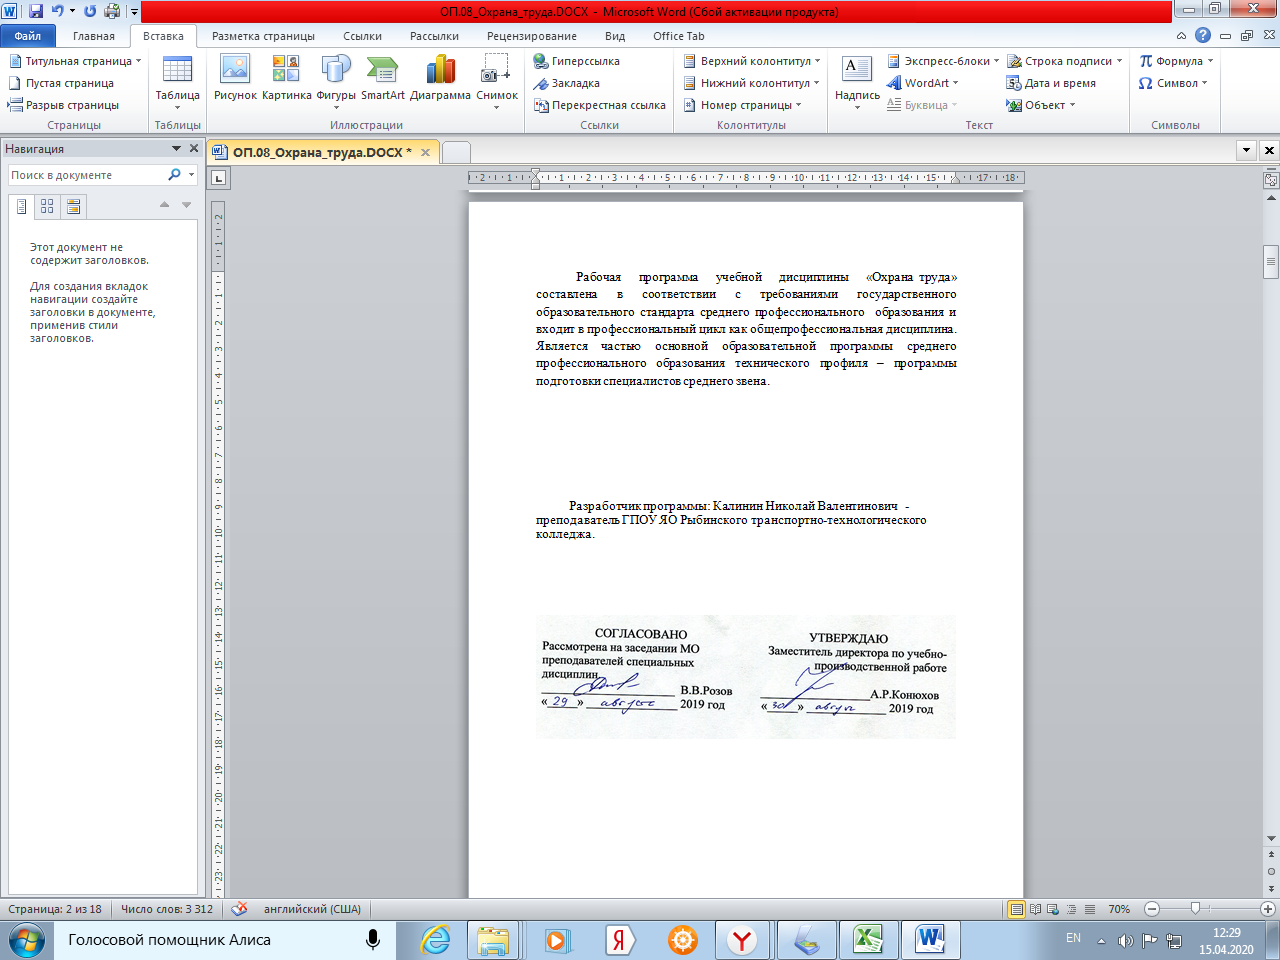 ОП.08_Охрана_труда.DOCX - Microsoft Word (Сбой активации продукта)
Файл Главная Вставка Разметка страницы Ссылки Рассылки Рецензирование Вид Office Tab
Титульная страница
Пустая страница
Разрыв страницы
Страницы
Таблица
Таблицы
Рисунок Картинка Фигуры SmartArt Диаграмма Снимок
Иллюстрации
Гиперссылка
Закладка
Перекрестная ссылка
Ссылки
Верхний колонтитул
Нижний колонтитул
Номер страницы
Колонтитулы
Надпись
Экспресс-блоки
WordArt
Буквица
Строка подписи
Дата и время
Объект
Текст
Формула
Символ
Символы
Навигация
Поиск в документе
Этот документ не
содержит заголовков.
Для создания вкладок
навигации создайте
заголовки в документе,
применив стили
заголовков.
ОП.08_Охрана_труда.DOCX *
Рабочая программа учебной дисциплины «Охрана труда»
составлена в соответствии с требованиями государственного
образовательного стандарта среднего профессионального образования и
входит в профессиональный цикл как общепрофессиональная дисциплина.
Является частью основной образовательной программы среднего
профессионального образования технического профиля – программы
подготовки специалистов среднего звена.
Разработчик программы: Калинин Николай Валентинович -
преподаватель ГПОУ ЯО Рыбинского транспортно-технологического
колледжа.
СОГЛАСОВАНО
Рассмотрена на заседании МО
преподавателей специальных
дисциплин.
В.В.Розов
«29» август 2019 год
УТВЕРЖДАЮ
Заместитель директора по учебно-
производственной работе
А.Р.Конюхов
«30» август 2019 год
Страница: 2 из 18 Число слов: 3 312 английский (США) 70%
Голосовой помощник Алиса
EN
12:29
15.04.2020